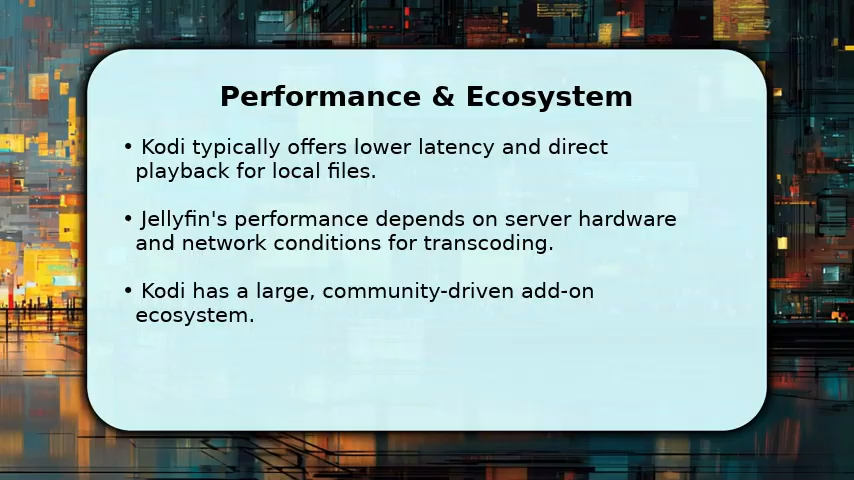 Performance & Ecosystem
• Kodi typically offers lower latency and direct
playback for local files.
• Jellyfin's performance depends on server hardware
and network conditions for transcoding.
• Kodi has a large, community-driven add-on
ecosystem.